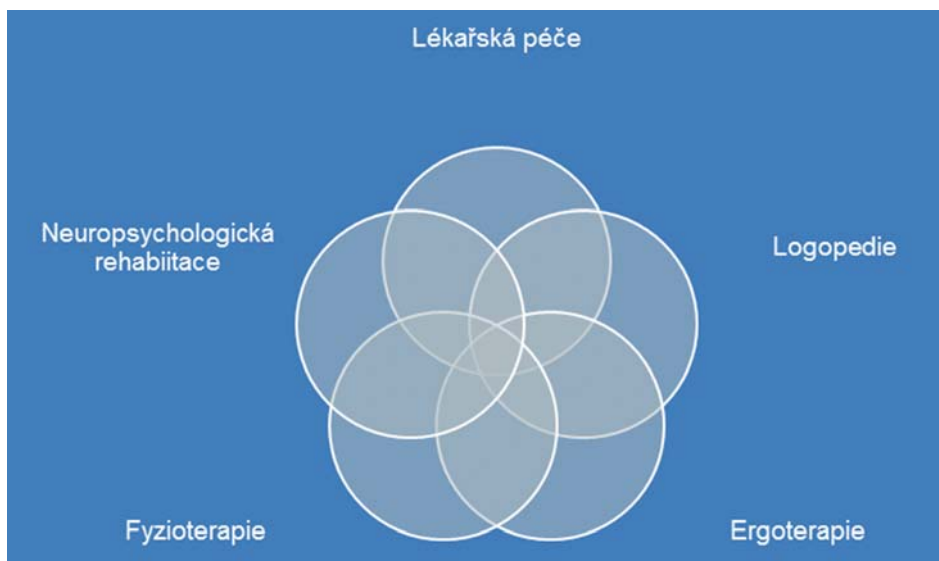 Lékařská péče
Neuropsychologická
rehabiitace
Logopedie
Fyzioterapie
Ergoterapie